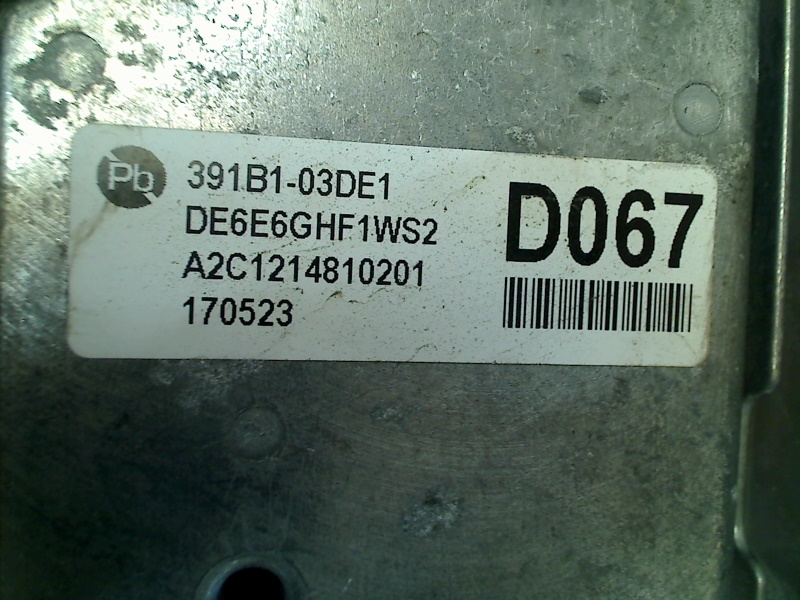 Pb
391B1-03DE1
DE6E6GHF1WS2
A2C1214810201
170523
D067